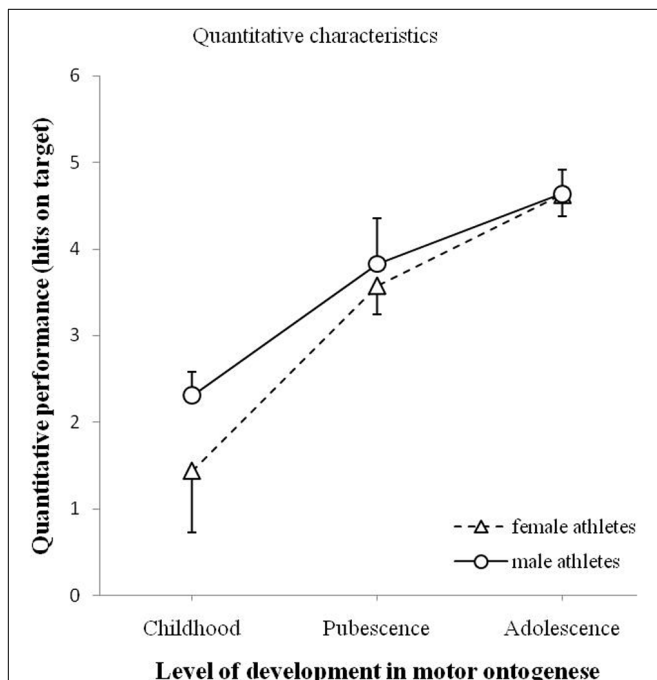 Quantitative characteristics
Quantitative performance (hits on target)
6
5
4
3
2
1
0
female athletes
male athletes
Childhood Pubescence Adolescence
Level of development in motor ontogenese